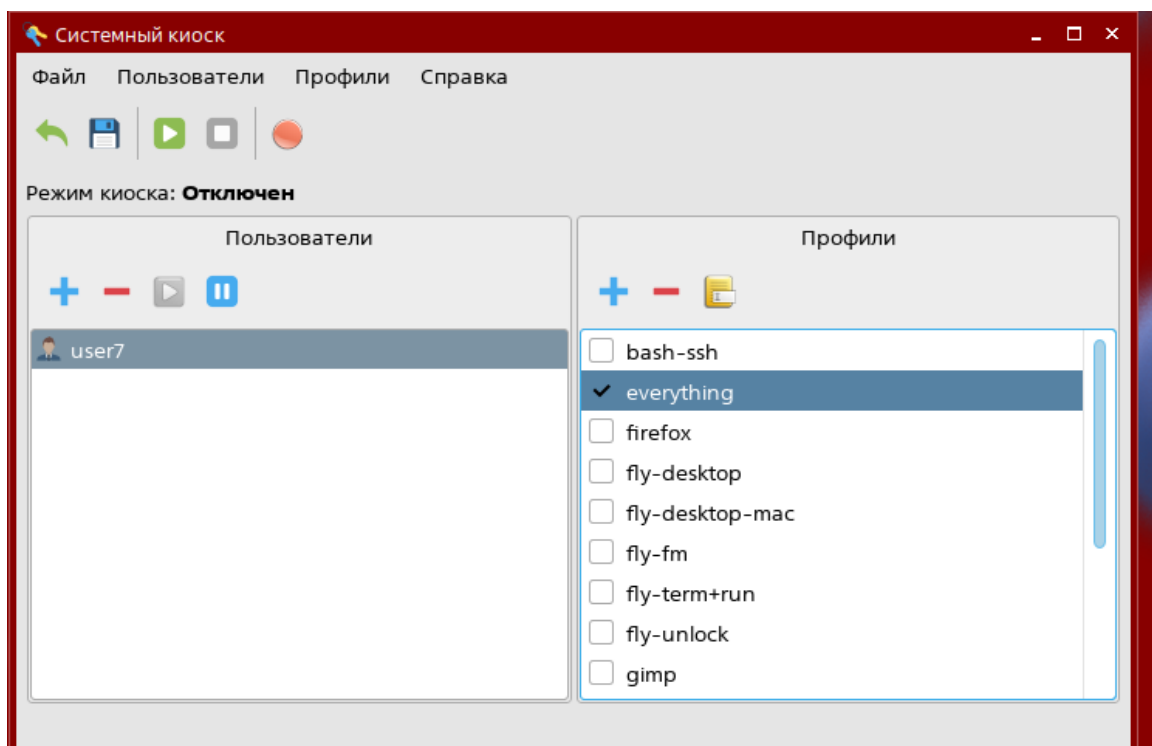 Системный киоск
Файл Пользователи Профили Справка
Режим киоска: Отключен
Пользователи
user7
Профили
bash-ssh
everything
firefox
fly-desktop
fly-desktop-mac
fly-fm
fly-term+run
fly-unlock
gimp